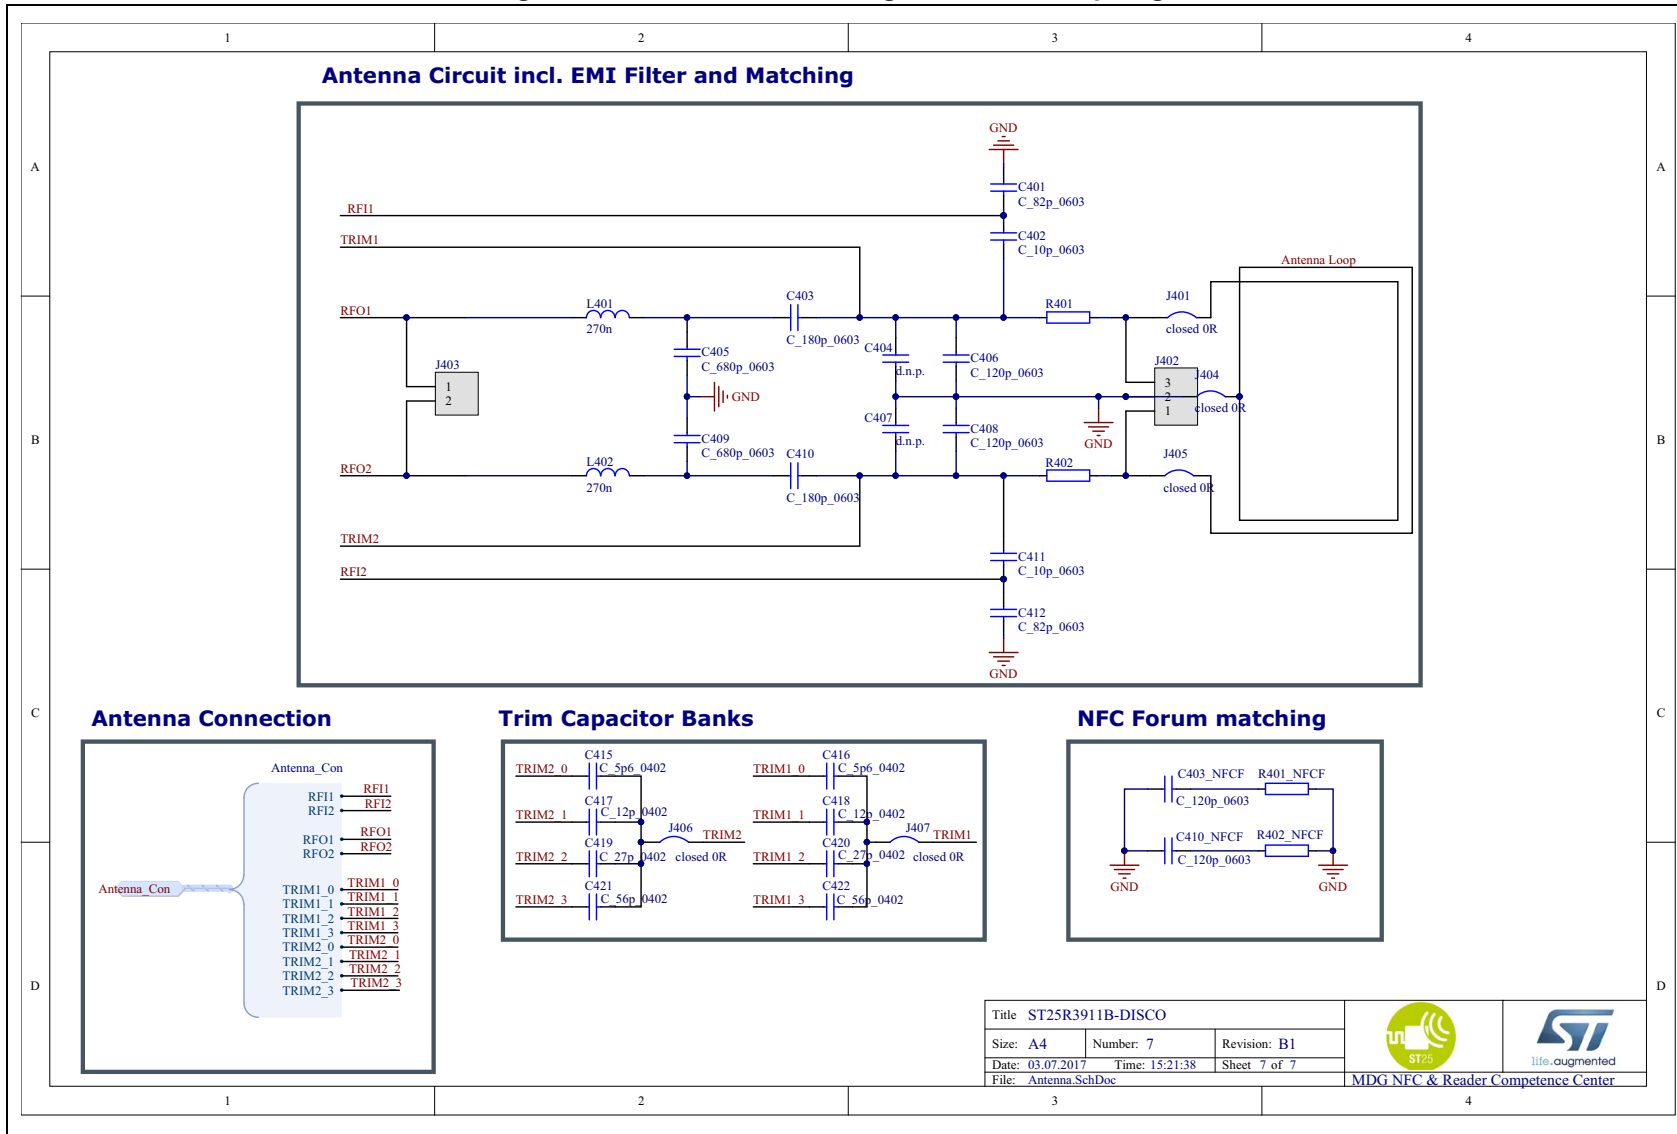 1 2 3 4
Antenna Circuit incl. EMI Filter and Matching
A A
GND
C401
C_82p_0603
RFI1
C402
C_10p_0603
TRIM1
Antenna Loop
RFO1
L401
270n
C403
C_180p_0603
R401
J401
closed 0R
C405
C_680p_0603
C404
d.n.p.
C406
C_120p_0603
J403
1
2
GND
J402
3
2
1
J404
closed 0R
B B
C409
C_680p_0603
C407
d.n.p.
C408
C_120p_0603
GND
RFO2
L402
270n
C410
C_180p_0603
R402
J405
closed 0R
TRIM2
C411
C_10p_0603
RFI2
C412
C_82p_0603
GND
C C
Antenna Connection
Antenna_Con
RFI1 RFI1
RFI2 RFI2
RFO1 RFO1
RFO2 RFO2
Antenna_Con
TRIM1_0 TRIM1_0
TRIM1_1 TRIM1_1
TRIM1_2 TRIM1_2
TRIM1_3 TRIM1_3
TRIM2_0 TRIM2_0
TRIM2_1 TRIM2_1
TRIM2_2 TRIM2_2
TRIM2_3 TRIM2_3
Trim Capacitor Banks
C415
TRIM2_0 C_5p6_0402
C417
TRIM2_1 C_12p_0402
J406 TRIM2
closed 0R
C419
TRIM2_2 C_27p_0402
C421
TRIM2_3 C_56p_0402
C416
TRIM1_0 C_5p6_0402
C418
TRIM1_1 C_12p_0402
J407 TRIM1
closed 0R
C420
TRIM1_2 C_27p_0402
C422
TRIM1_3 C_56p_0402
NFC Forum matching
C403_NFCF R401_NFCF
C_120p_0603
C410_NFCF R402_NFCF
C_120p_0603
GND GND
D D
Title ST25R3911B-DISCO
Size: A4 Number: 7 Revision: B1
Date: 03.07.2017 Time: 15:21:38 Sheet 7 of 7
File: Antenna.SchDoc
ST25
ST
life.augmented
MDG NFC & Reader Competence Center
1 2 3 4